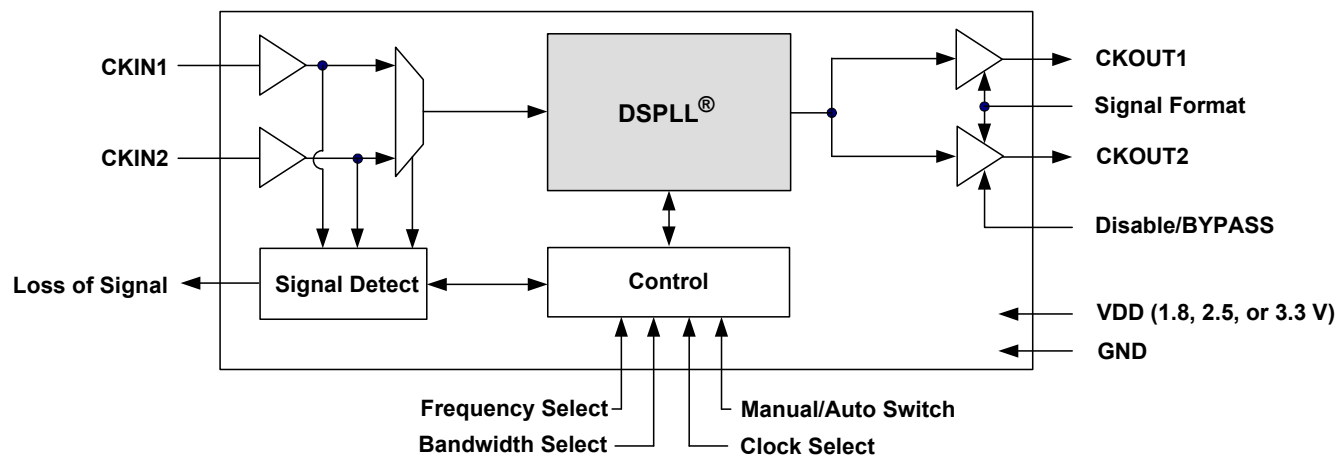 CKIN1
CKOUT1
DSPLL®
Signal Format
CKIN2
CKOUT2
Disable/BYPASS
Loss of Signal
Signal Detect
Control
VDD (1.8, 2.5, or 3.3 V)
GND
Frequency Select
Manual/Auto Switch
Bandwidth Select
Clock Select